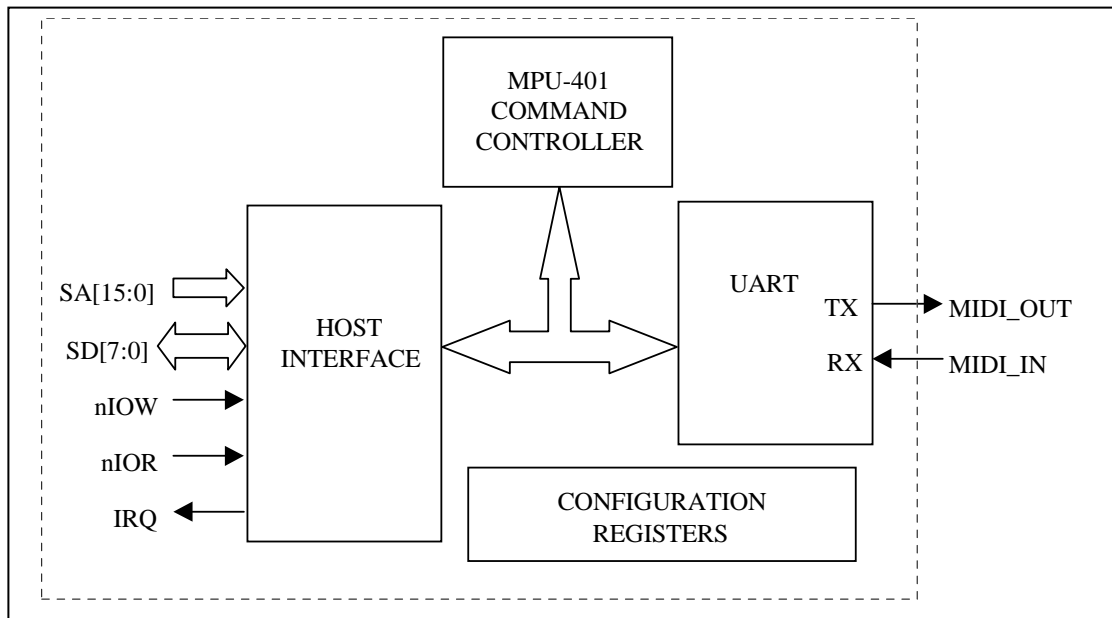 MPU-401
COMMAND
CONTROLLER
SA[15:0]
SD[7:0]
nIOW
nIOR
IRQ
HOST
INTERFACE
UART
TX
RX
MIDI_OUT
MIDI_IN
CONFIGURATION
REGISTERS